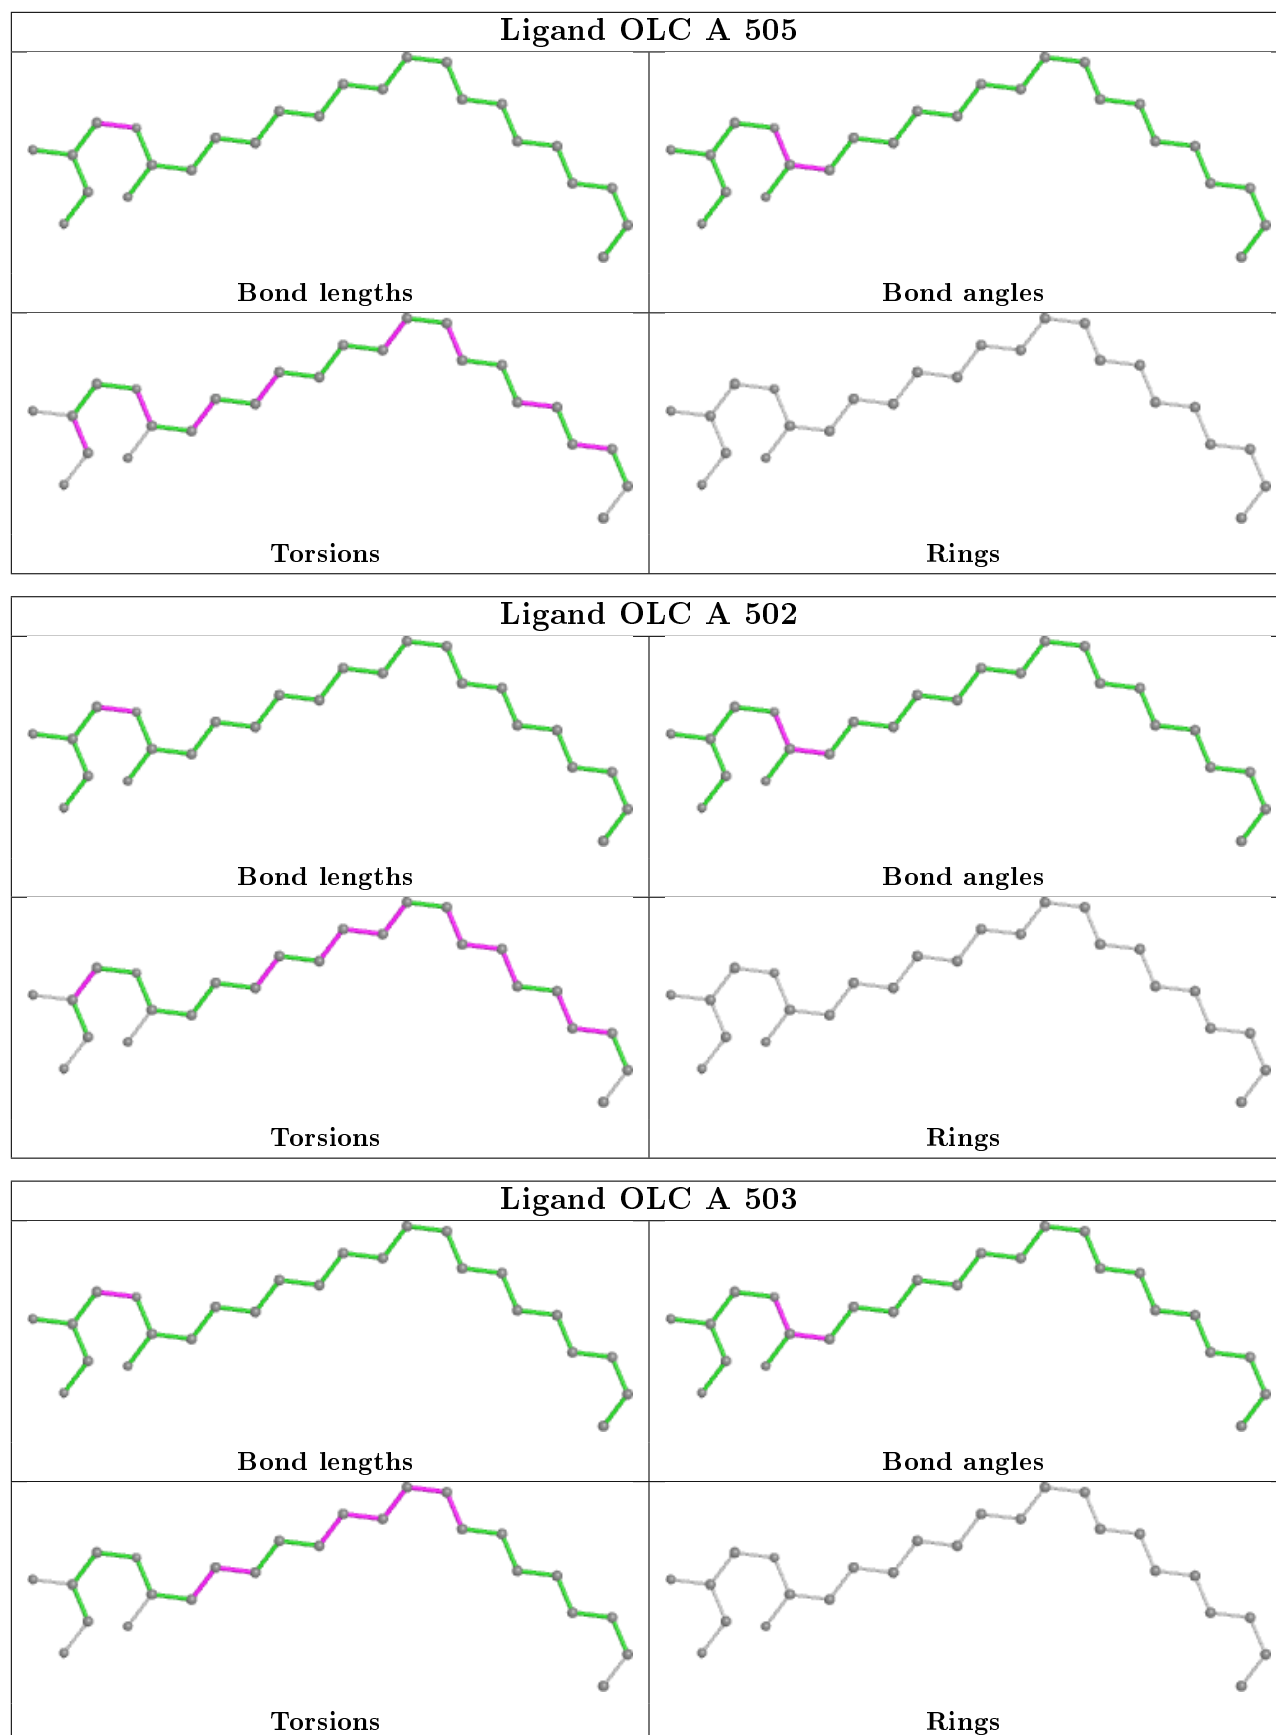 Ligand OLC A 505
Bond lengths
Bond angles
Torsions
Rings
Ligand OLC A 502
Bond lengths
Bond angles
Torsions
Rings
Ligand OLC A 503
Bond lengths
Bond angles
Torsions
Rings